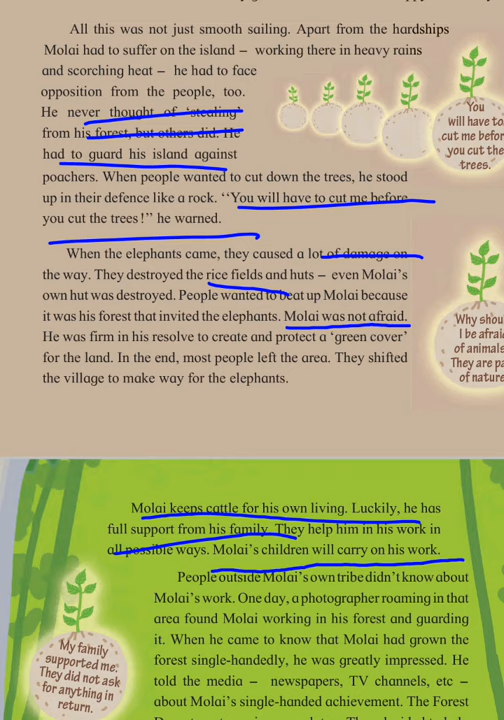 All this was not just smooth sailing. Apart from the hardships
Molai had to suffer on the island – working there in heavy rains
and scorching heat – he had to face
opposition from the people, too.
He never thought of ‘stealing’
from his forest, but others did. He
had to guard his island against
poachers. When people wanted to cut down the trees, he stood
up in their defence like a rock. ‘‘You will have to cut me before
you cut the trees!’’ he warned.
You
will have to
cut me before
you cut the
trees.
When the elephants came, they caused a lot of damage on
the way. They destroyed the rice fields and huts – even Molai’s
own hut was destroyed. People wanted to beat up Molai because
it was his forest that invited the elephants. Molai was not afraid.
He was firm in his resolve to create and protect a ‘green cover’
for the land. In the end, most people left the area. They shifted
the village to make way for the elephants.
Why shou
I be afrai
of animals
They are pa
of nature
Molai keeps cattle for his own living. Luckily, he has
full support from his family. They help him in his work in
all possible ways. Molai’s children will carry on his work.
People outside Molai’s own tribe didn’t know about
Molai’s work. One day, a photographer roaming in that
area found Molai working in his forest and guarding
it. When he came to know that Molai had grown the
forest single-handedly, he was greatly impressed. He
told the media – newspapers, TV channels, etc –
about Molai’s single-handed achievement. The Forest
My family
supported me.
They did not ask
for anything in
return.